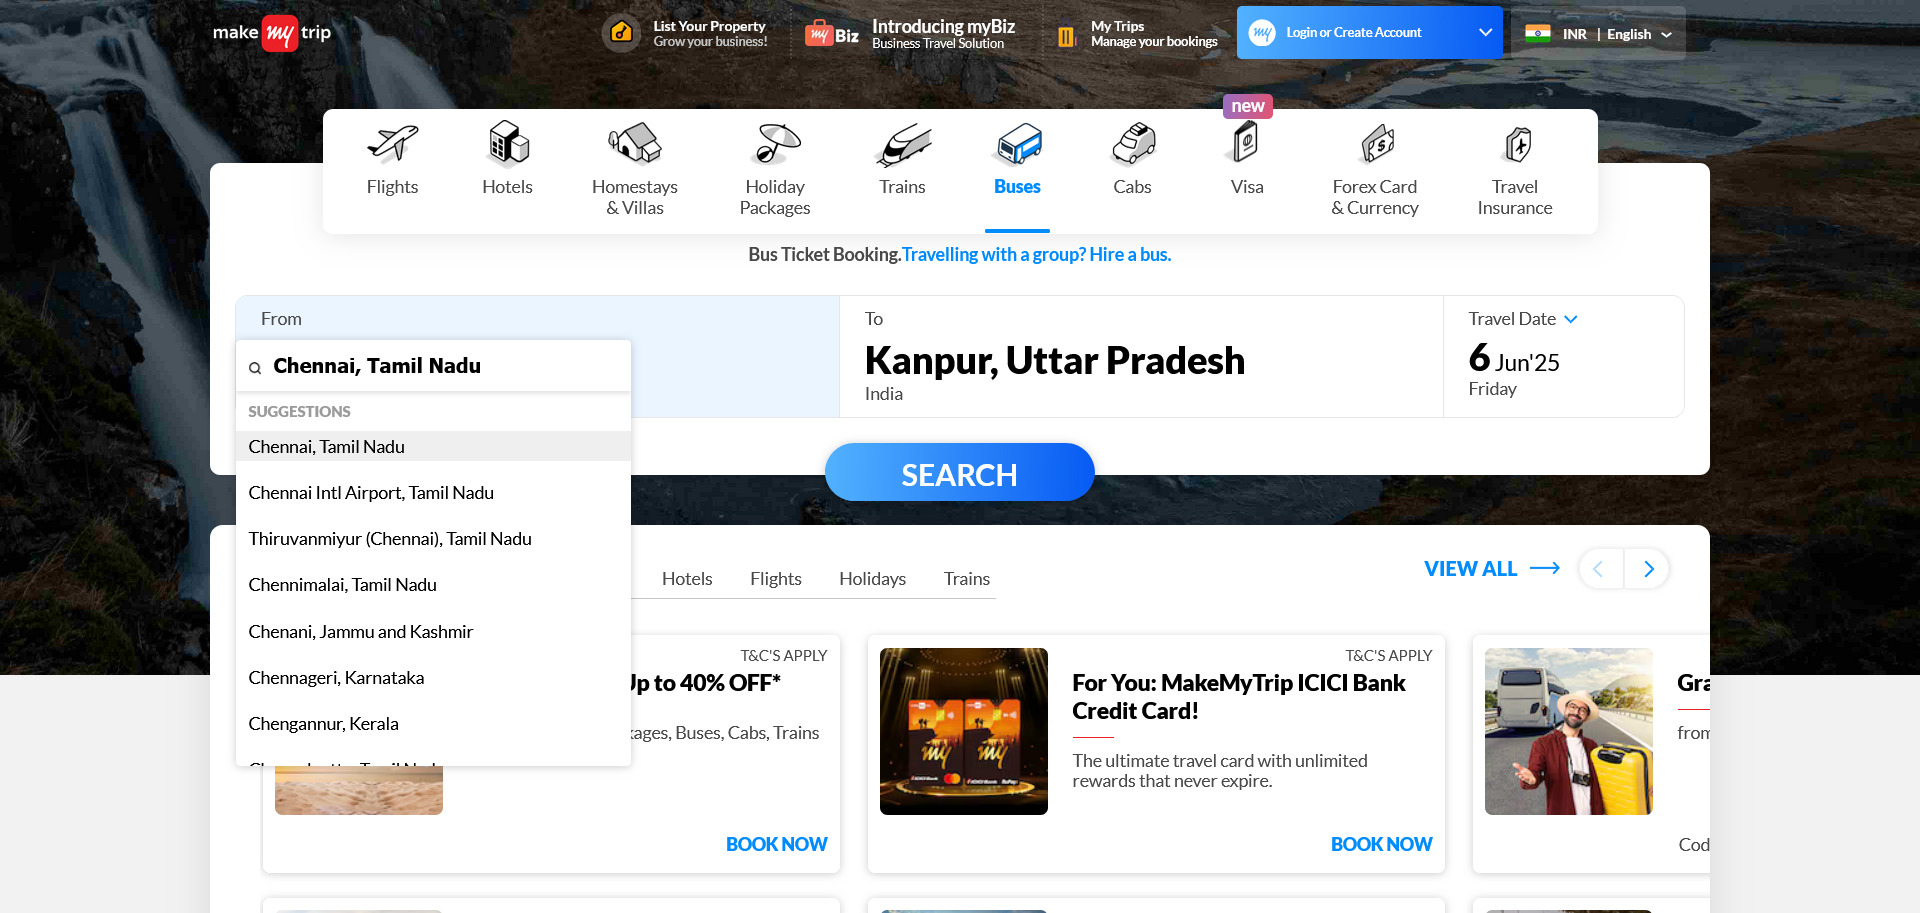 make my trip
List Your Property
Grow your business!
my Biz
Introducing myBiz
Business Travel Solution
My Trips
Manage your bookings
my
Login or Create Account
INR | English
new
Flights
Hotels
Homestays
& Villas
Holiday
Packages
Trains
Buses
Cabs
Visa
Forex Card
& Currency
Travel
Insurance
Bus Ticket Booking.Travelling with a group? Hire a bus.
From
Chennai, Tamil Nadu
SUGGESTIONS
Chennai, Tamil Nadu
Chennai Intl Airport, Tamil Nadu
Thiruvanmiyur (Chennai), Tamil Nadu
Chennimalai, Tamil Nadu
Chenani, Jammu and Kashmir
Chennageri, Karnataka
Chengannur, Kerala
To
Kanpur, Uttar Pradesh
India
Travel Date
6 Jun'25
Friday
SEARCH
Hotels
Flights
Holidays
Trains
VIEW ALL
T&C'S APPLY
Up to 40% OFF*
kages, Buses, Cabs, Trains
BOOK NOW
T&C'S APPLY
For You: MakeMyTrip ICICI Bank
Credit Card!
The ultimate travel card with unlimited
rewards that never expire.
my
my
BOOK NOW
Gra
from
Cod